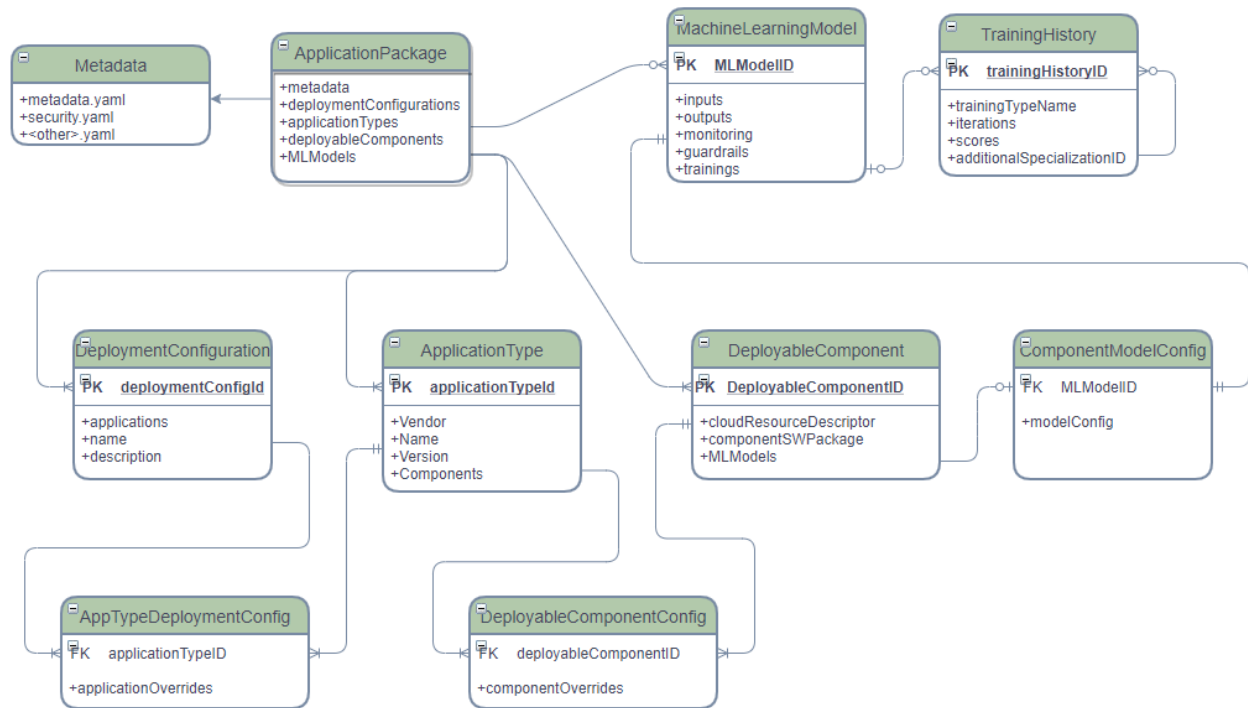 Metadata
+metadata.yaml
+security.yaml
+<other>.yaml
ApplicationPackage
+metadata
+deploymentConfigurations
+applicationTypes
+deployableComponents
+MLModels
MachineLearningModel
PK MLModelID
+inputs
+outputs
+monitoring
+guardrails
+trainings
TrainingHistory
PK trainingHistoryID
+trainingTypeName
+iterations
+scores
+additionalSpecializationID
DeploymentConfiguration
PK deploymentConfigId
+applications
+name
+description
ApplicationType
PK applicationTypeId
+Vendor
+Name
+Version
+Components
DeployableComponent
PK DeployableComponentID
+cloudResourceDescriptor
+componentSWPackage
+MLModels
ComponentModelConfig
FK MLModelID
+modelConfig
AppTypeDeploymentConfig
FK applicationTypeID
+applicationOverrides
DeployableComponentConfig
FK deployableComponentID
+componentOverrides